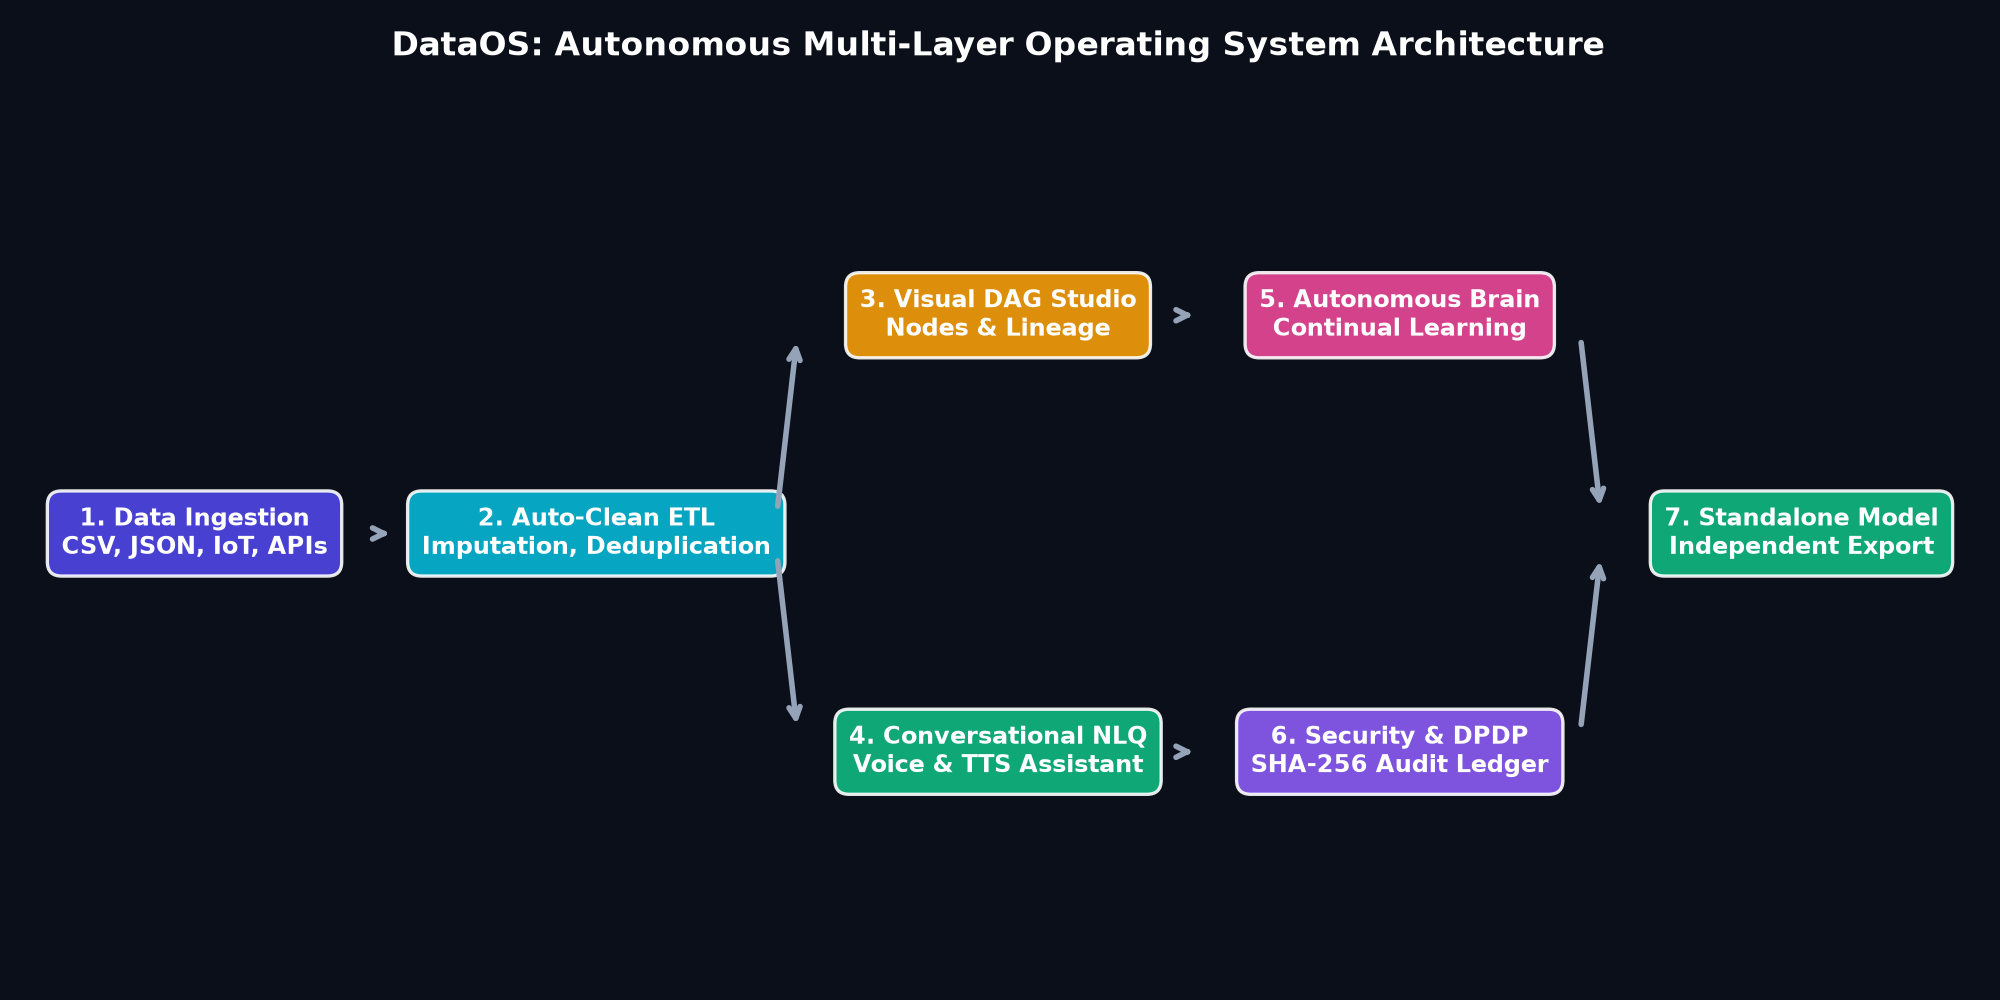 DataOS: Autonomous Multi-Layer Operating System Architecture
1. Data Ingestion
CSV, JSON, IoT, APIs
2. Auto-Clean ETL
Imputation, Deduplication
3. Visual DAG Studio
Nodes & Lineage
4. Conversational NLQ
Voice & TTS Assistant
5. Autonomous Brain
Continual Learning
6. Security & DPDP
SHA-256 Audit Ledger
7. Standalone Model
Independent Export